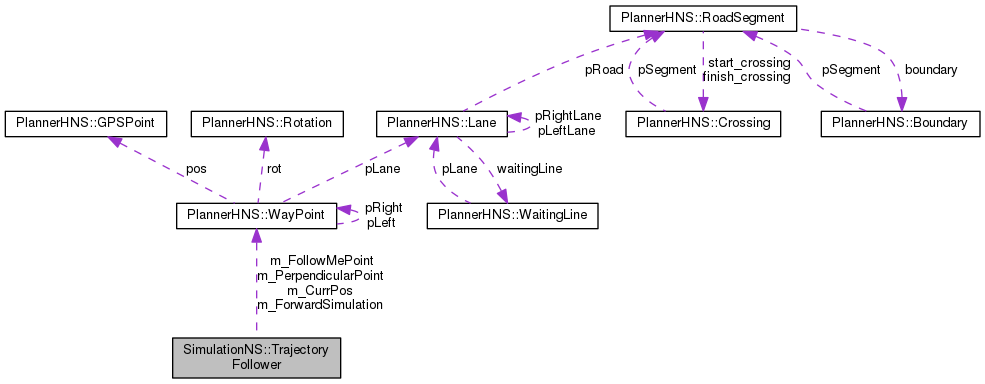 PlannerHNS::RoadSegment
pRoad
pSegment
start_crossing
finish_crossing
pSegment
boundary
PlannerHNS::GPSPoint
PlannerHNS::Rotation
PlannerHNS::Lane
pRightLane
pLeftLane
PlannerHNS::Crossing
PlannerHNS::Boundary
pos
rot
pLane
pLane
waitingLine
PlannerHNS::WayPoint
pRight
pLeft
PlannerHNS::WaitingLine
m_FollowMePoint
m_PerpendicularPoint
m_CurrPos
m_ForwardSimulation
SimulationNS::Trajectory
Follower